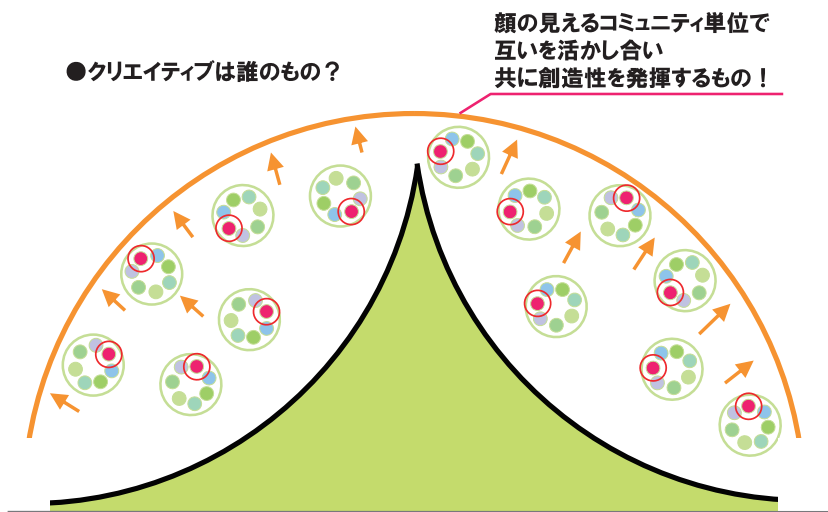 ●クリエイティブは誰のもの？
顔の見えるコミュニティ単位で
互いを活かし合い
共に創造性を発揮するもの！